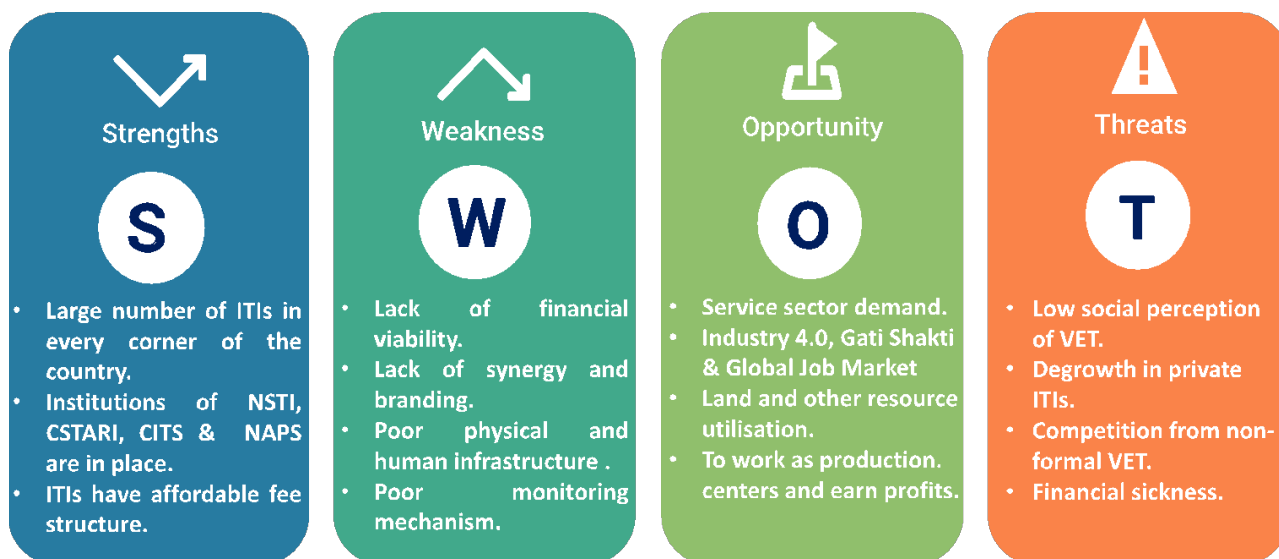 Strengths
S
• Large number of ITIs in
every corner of the
country.
• Institutions of NSTI,
CSTARI, CITS & NAPS
are in place.
• ITIs have affordable fee
structure.
Weakness
W
• Lack of financial
viability.
• Lack of synergy and
branding.
• Poor physical and
human infrastructure .
• Poor monitoring
mechanism.
Opportunity
O
• Service sector demand.
• Industry 4.0, Gati Shakti
& Global Job Market
• Land and other resource
utilisation.
• To work as production.
centers and earn profits.
Threats
T
• Low social perception
of VET.
• Degrowth in private
ITIs.
• Competition from non-
formal VET.
• Financial sickness.